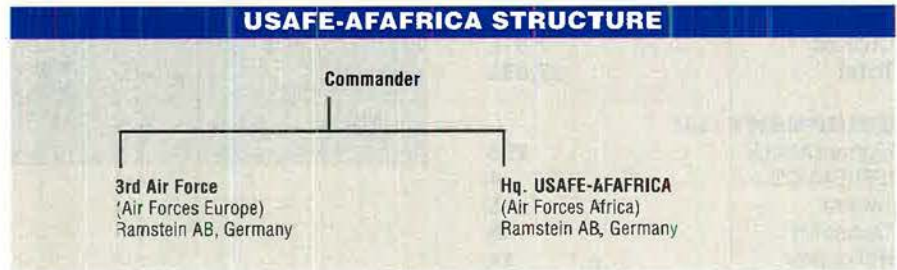 USAFE-AFAFRICA STRUCTURE
Commander
3rd Air Force
(Air Forces Europe)
Ramstein AB, Germany
Hq. USAFE-AFAFRICA
(Air Forces Africa)
Ramstein AB, Germany